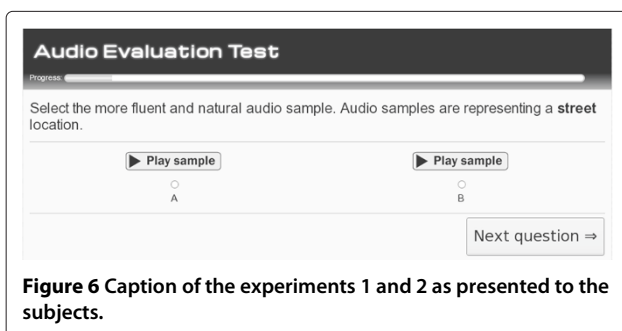 Audio Evaluation Test
Progress:
Select the more fluent and natural audio sample. Audio samples are representing a street
location.
▶ Play sample ▶ Play sample
A B
Next question ⇒
Figure 6 Caption of the experiments 1 and 2 as presented to the
subjects.